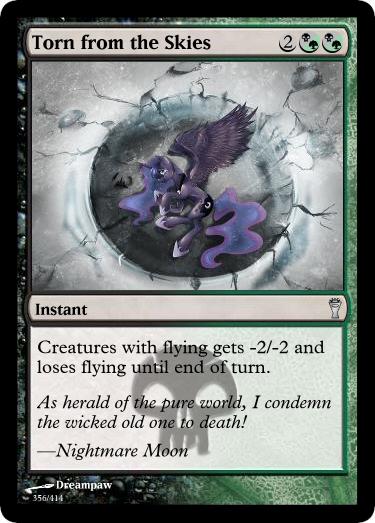 Torn from the Skies 2
Instant
Creatures with flying gets -2/-2 and
loses flying until end of turn.
As herald of the pure world, I condemn
the wicked old one to death!
—Nightmare Moon
Dreampaw
356/414